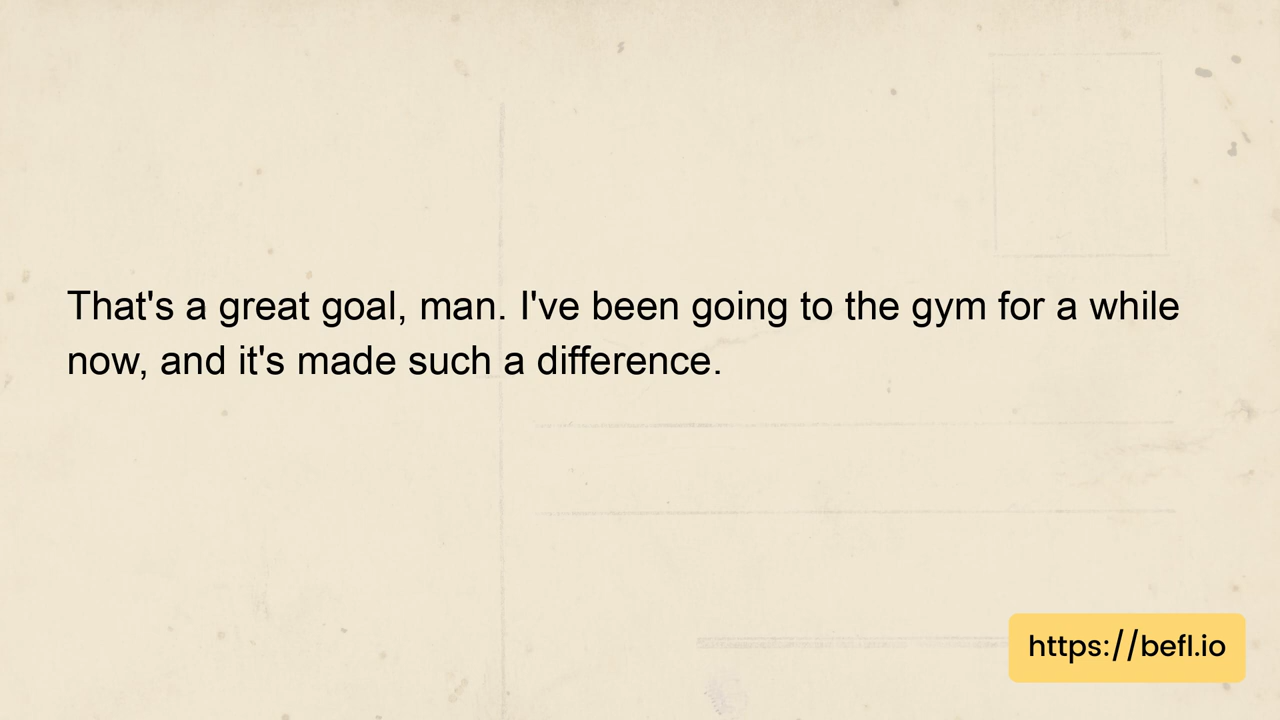 That's a great goal, man. I've been going to the gym for a while
now, and it's made such a difference.
https://befl.io